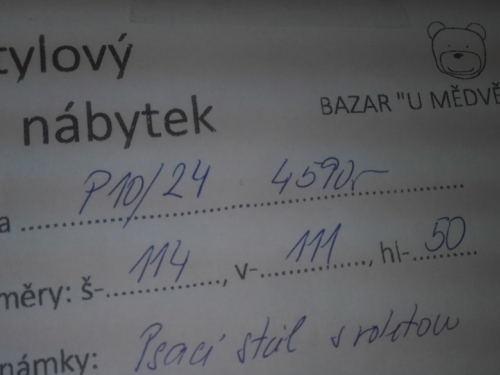 tylový
nábytek
BAZAR "U MĚDVĚ
a P10/24 4590,-
měry: š- 114, v- 111, hl- 50
námky: Psací stůl s roletou